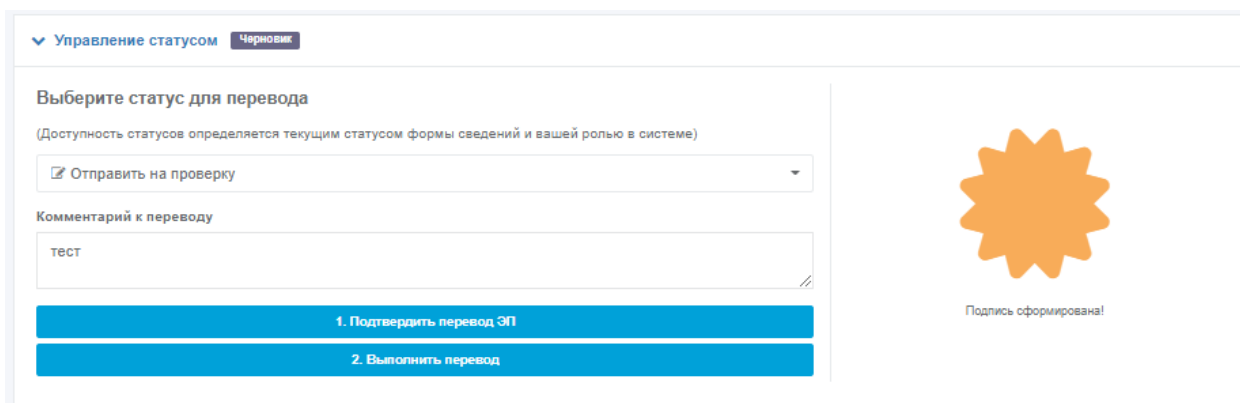 Управление статусом Черновик
Выберите статус для перевода
(Доступность статусов определяется текущим статусом формы сведений и вашей ролью в системе)
Отправить на проверку
Комментарий к переводу
тест
1. Подтвердить перевод ЭП
2. Выполнить перевод
Подпись сформирована!